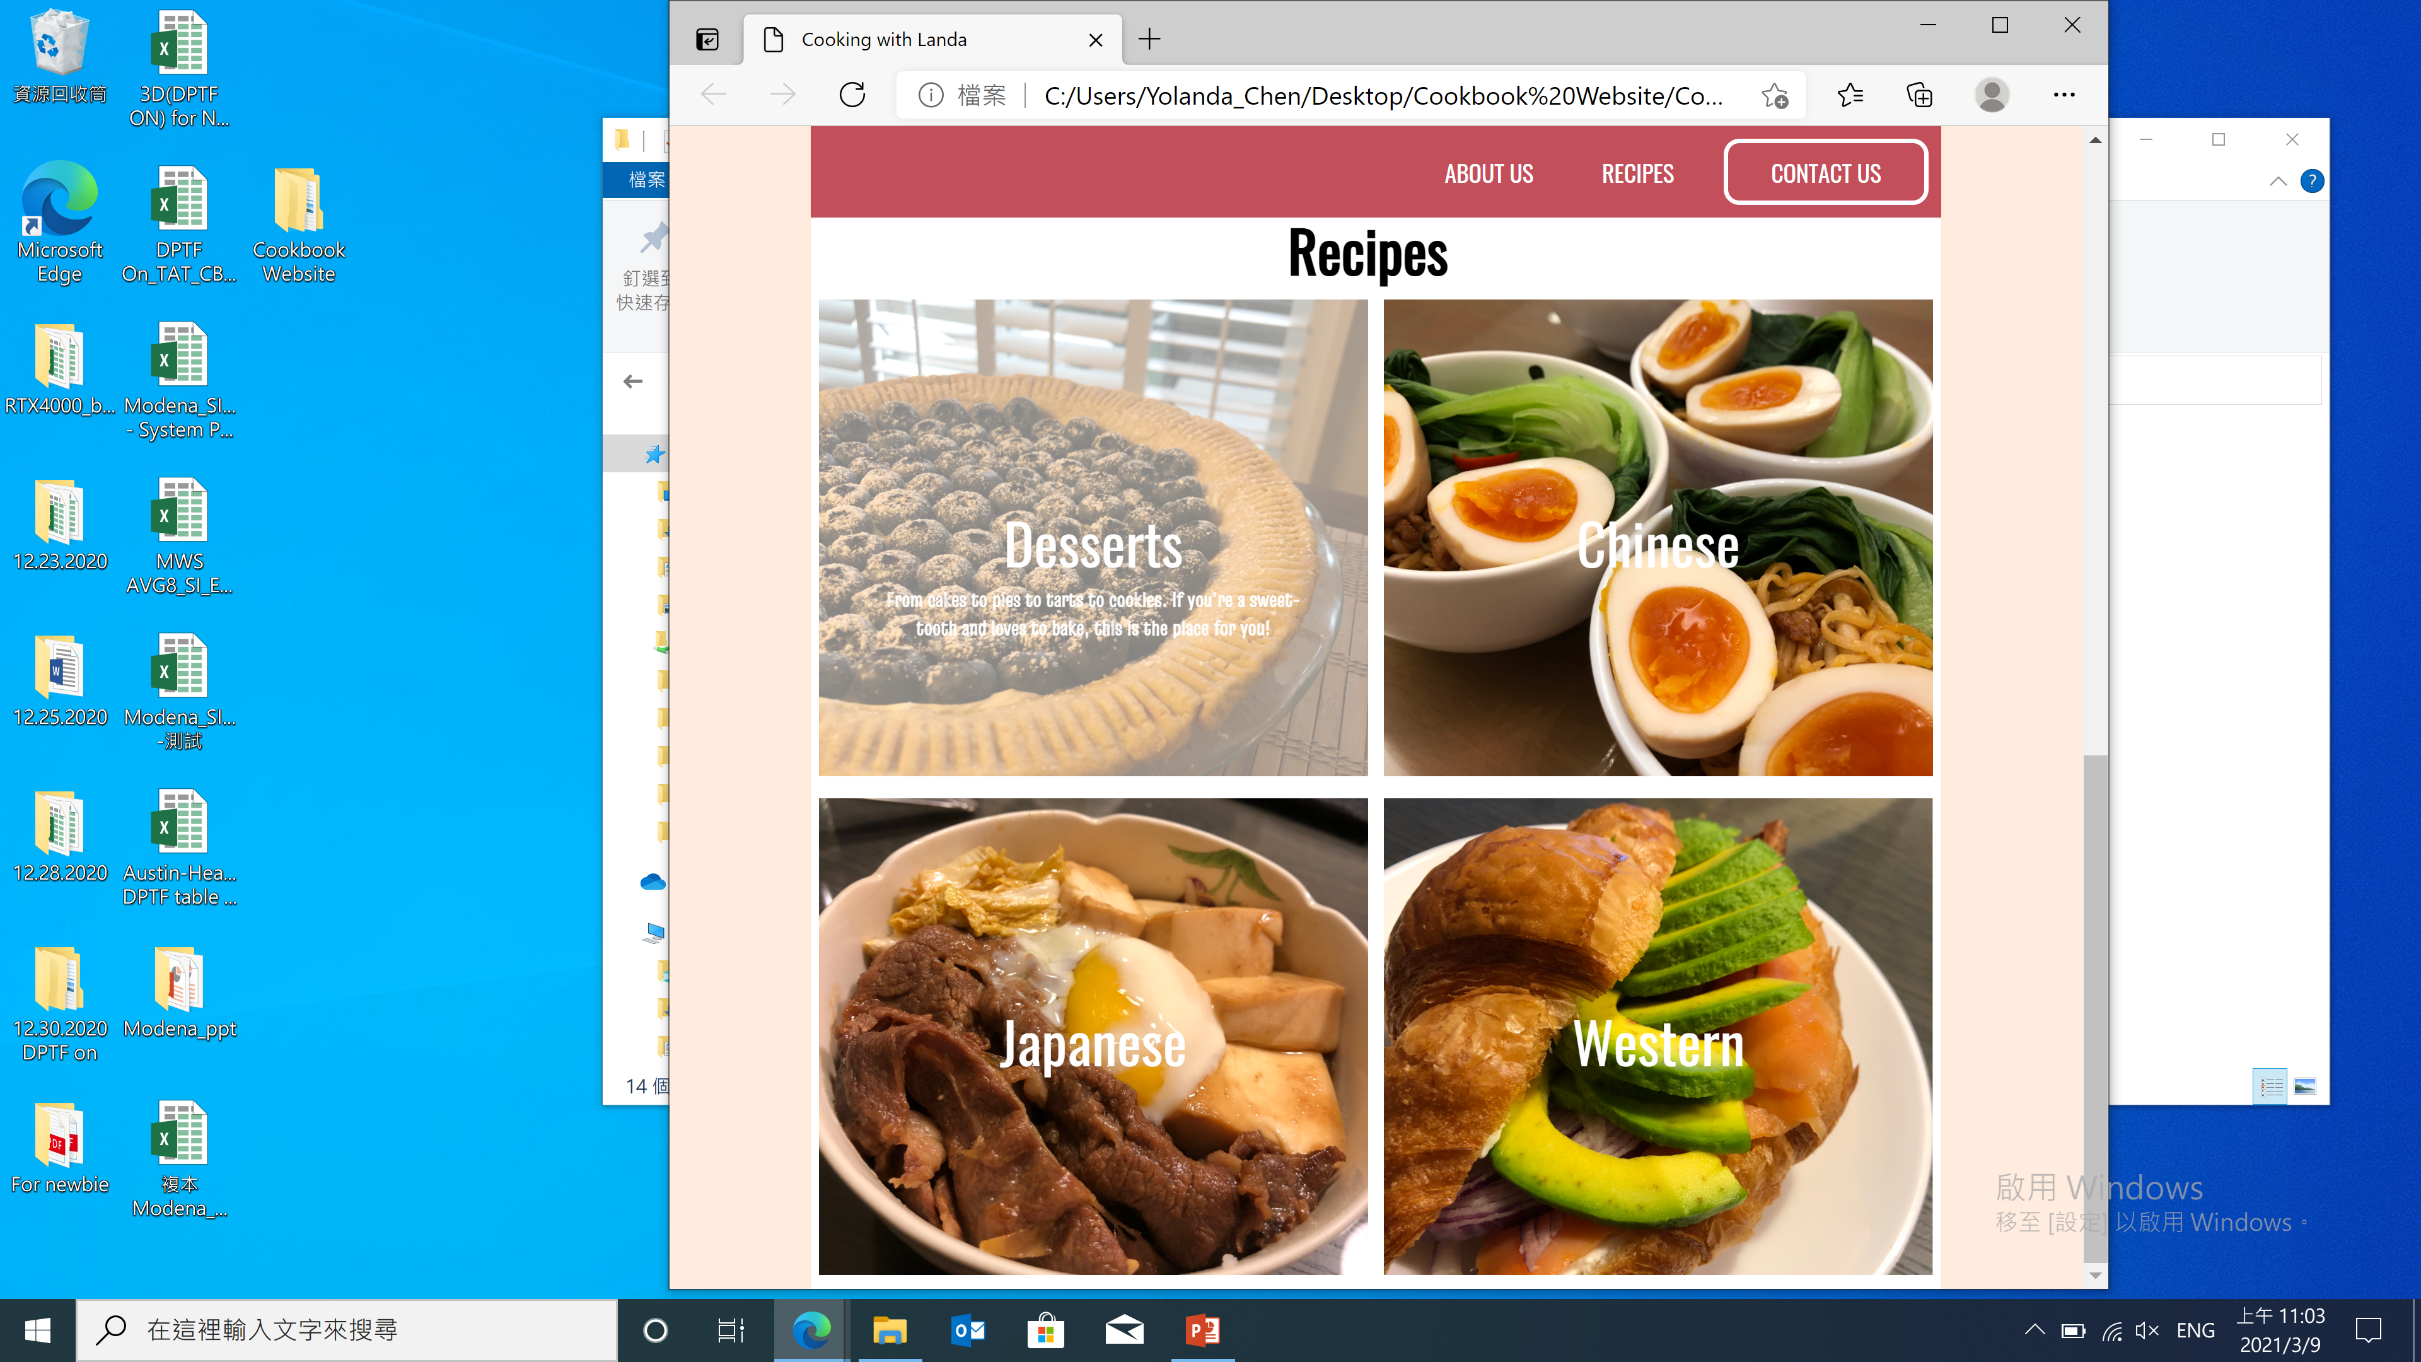 資源回收筒
3D(DPTF
ON) for N...
Microsoft
Edge
DPTF
On_TAT_CB...
Cookbook
Website
RTX4000_b...
Modena_SI...
- System P...
12.23.2020
MWS
AVG8_SI_E...
12.25.2020
Modena_SI...
-測試
12.28.2020
Austin-Hea...
DPTF table ...
12.30.2020
DPTF on
Modena_ppt
For newbie
複本
Modena_...
檔案
釘選到
快速存
14 個
Cooking with Landa
檔案
C:/Users/Yolanda_Chen/Desktop/Cookbook%20Website/Co...
ABOUT US
RECIPES
CONTACT US
Recipes
Desserts
From cakes to pies to tarts to cookies. If you're a sweet-
tooth and loves to bake, this is the place for you!
Chinese
Japanese
Western
啟用 Windows
移至 [設定] 以啟用 Windows。
在這裡輸入文字來搜尋
ENG
上午 11:03
2021/3/9